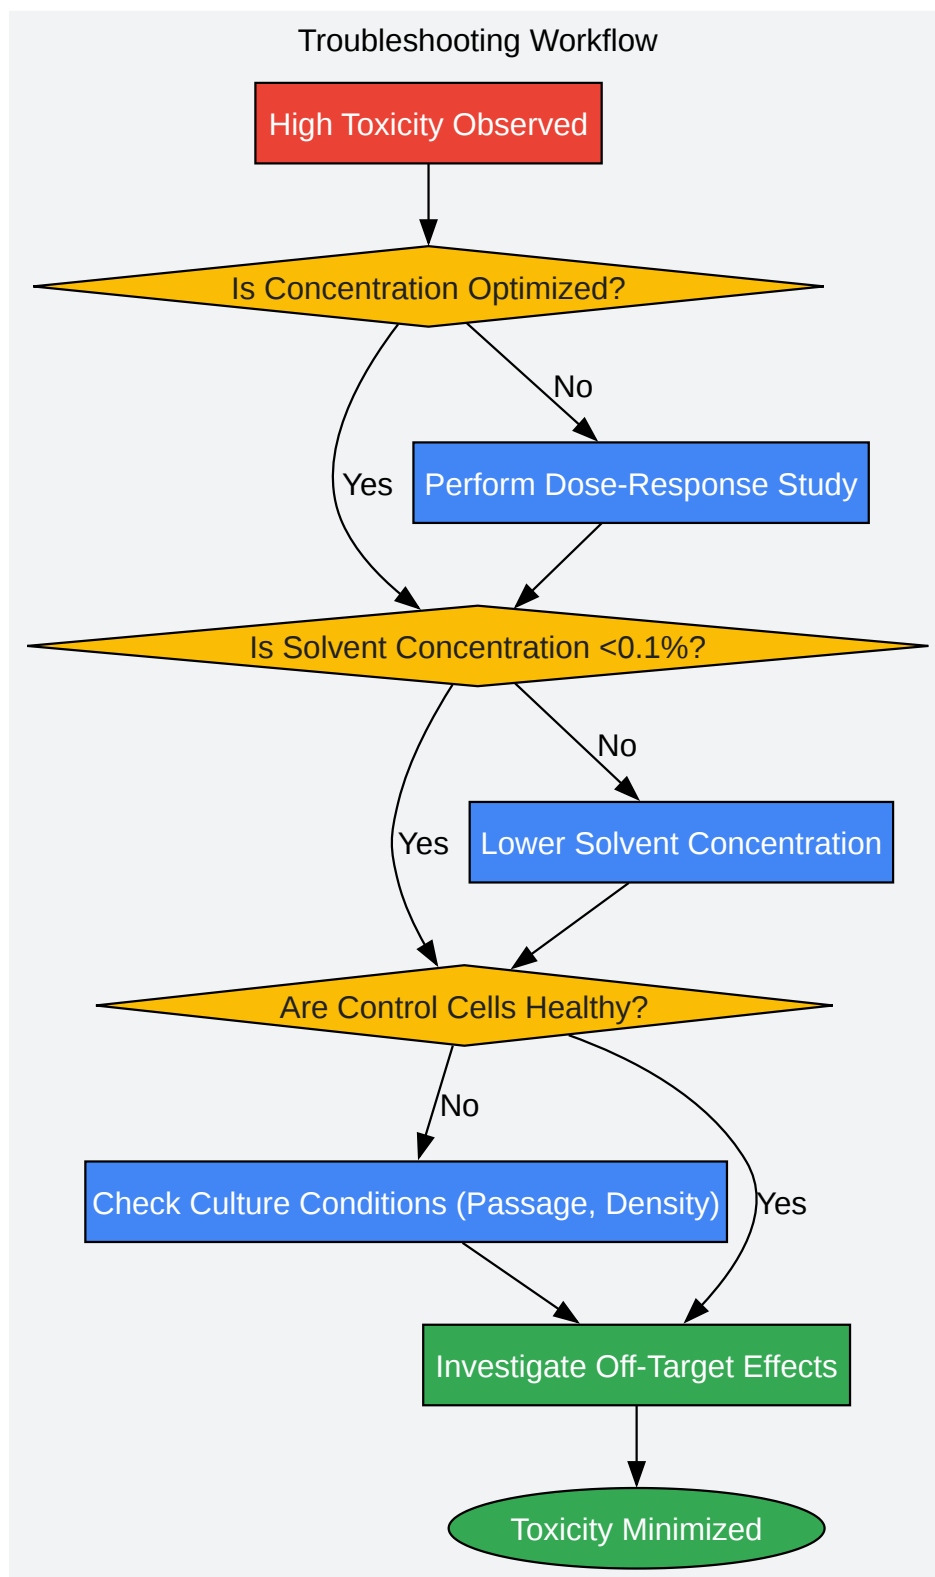 Troubleshooting Workflow
High Toxicity Observed
Is Concentration Optimized?
No
Yes
Perform Dose-Response Study
Is Solvent Concentration <0.1%?
No
Yes
Lower Solvent Concentration
Are Control Cells Healthy?
No
Check Culture Conditions (Passage, Density)
Yes
Investigate Off-Target Effects
Toxicity Minimized